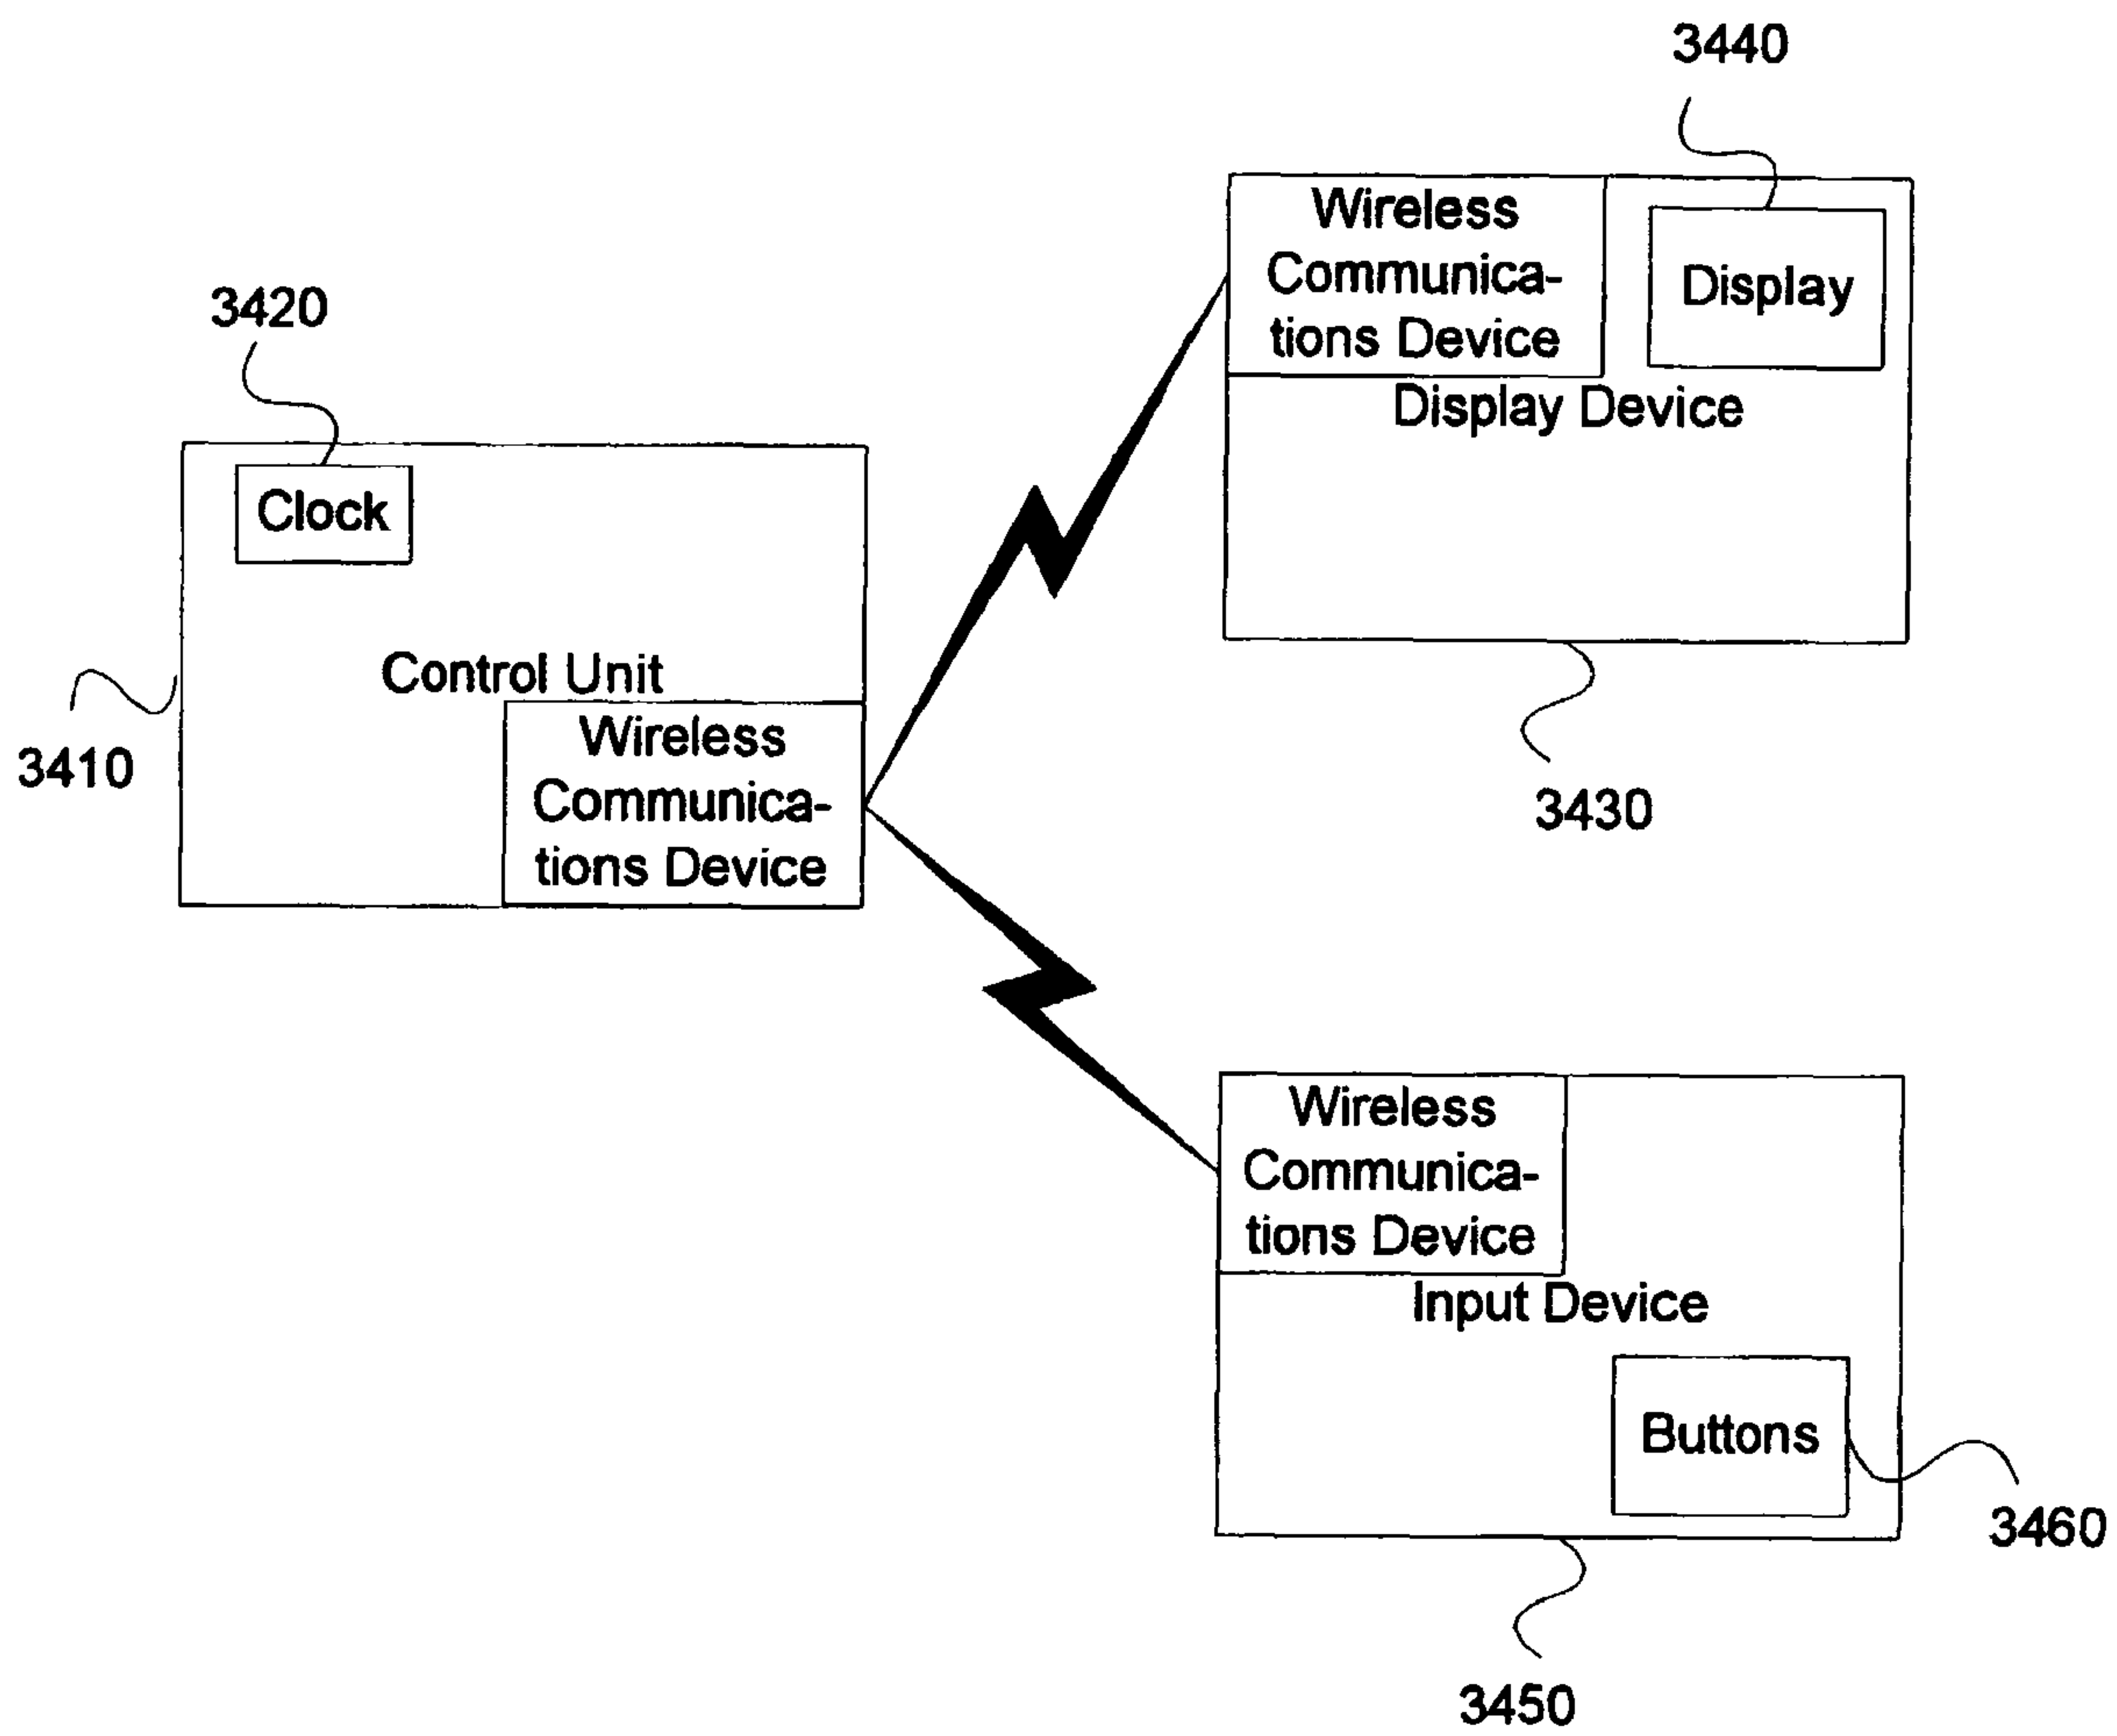 3440
Wireless
Communica-
tions Device
Display
Display Device
3430
3420
Clock
Control Unit
Wireless
Communica-
tions Device
3410
Wireless
Communica-
tions Device
Input Device
Buttons
3460
3450